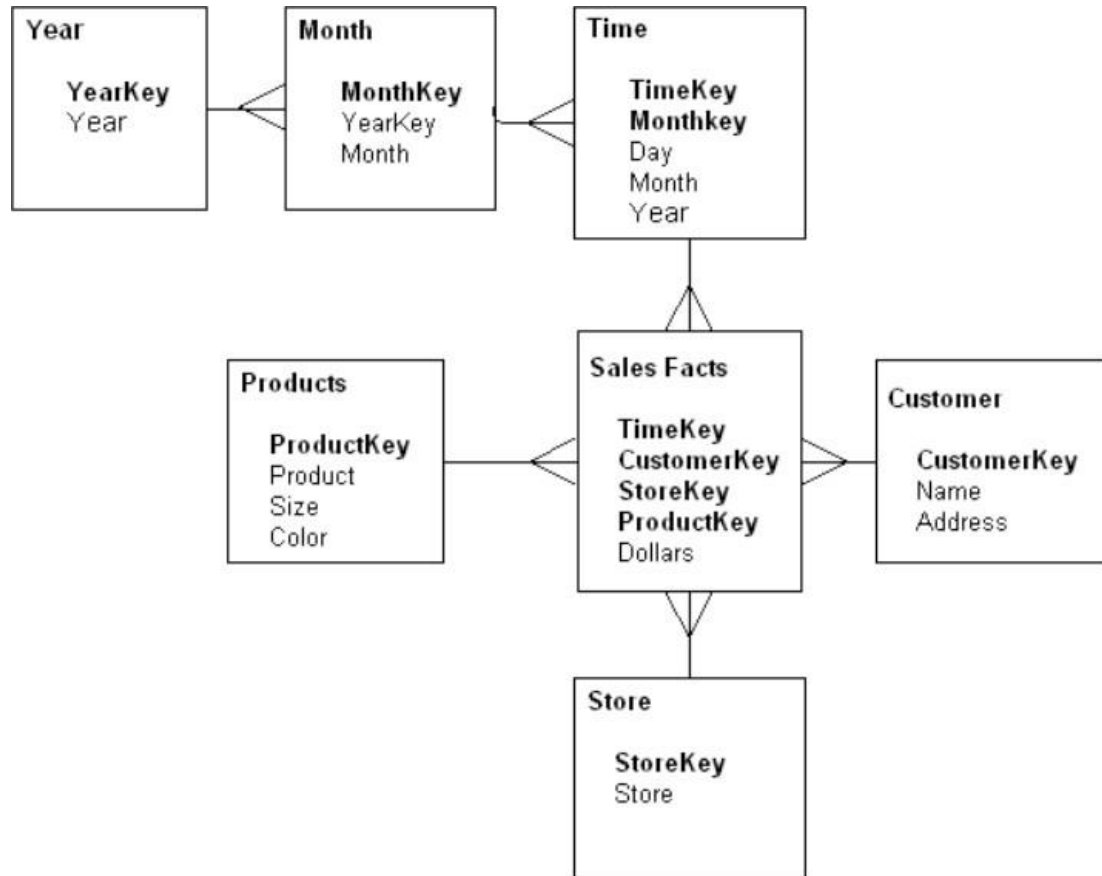 Year
YearKey
Year
Month
MonthKey
YearKey
Month
Time
TimeKey
Monthkey
Day
Month
Year
Products
ProductKey
Product
Size
Color
Sales Facts
TimeKey
CustomerKey
StoreKey
ProductKey
Dollars
Customer
CustomerKey
Name
Address
Store
StoreKey
Store